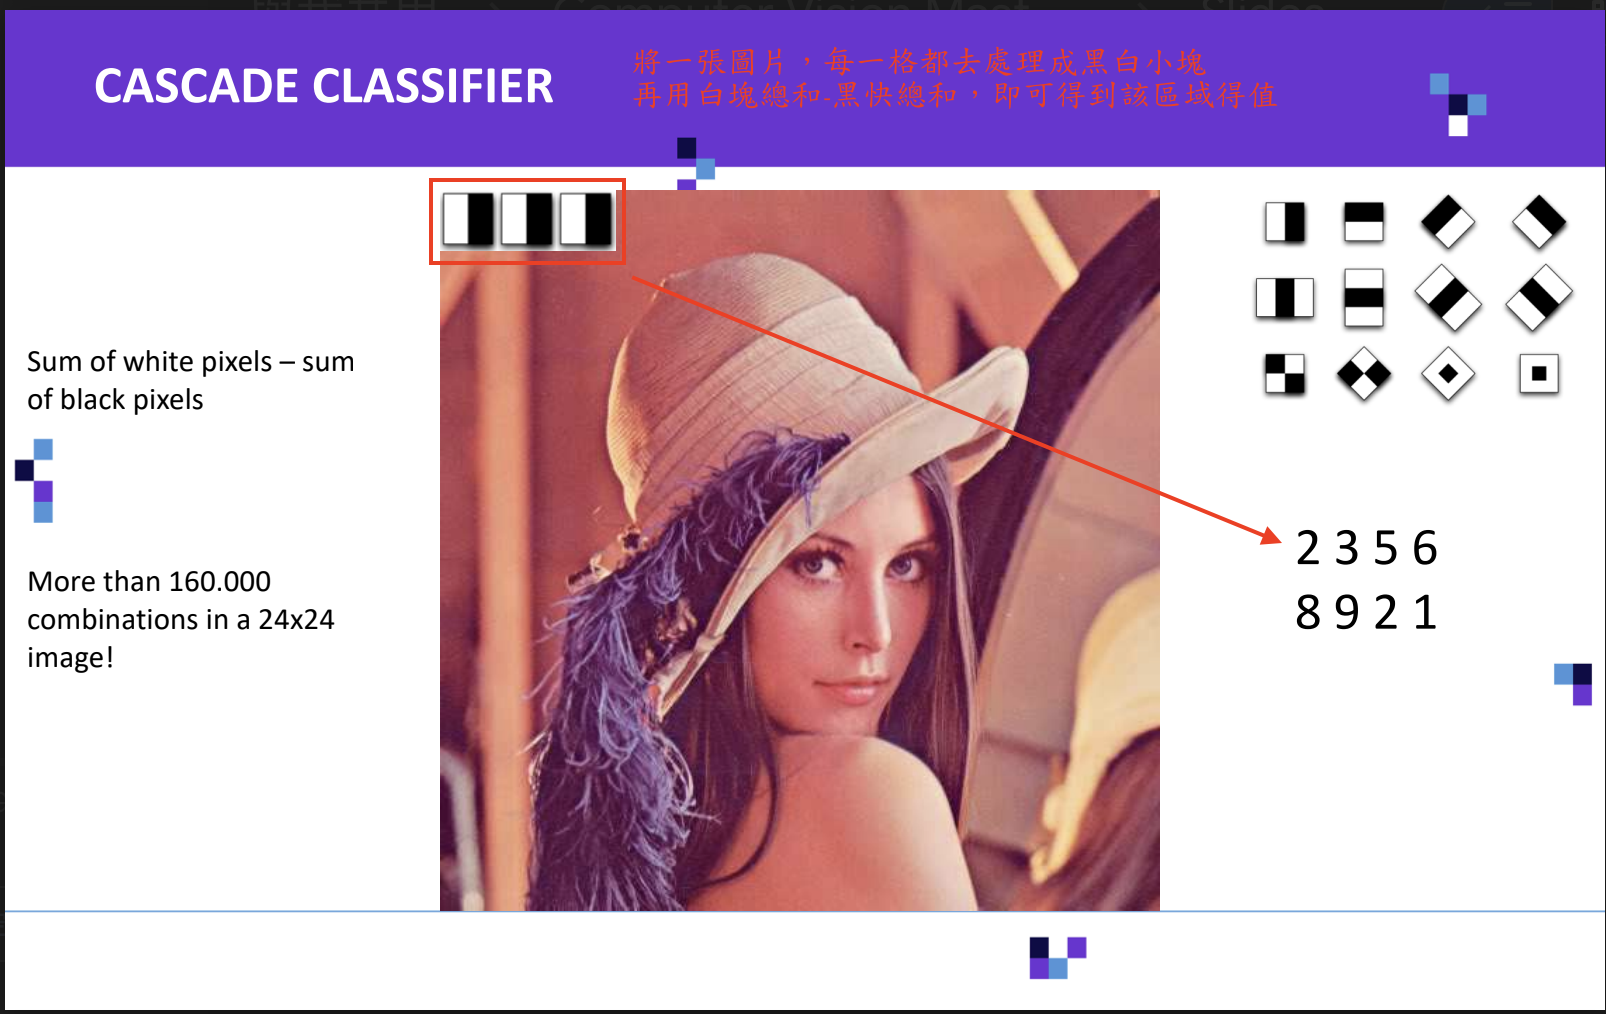 CASCADE CLASSIFIER
將一張圖片，每一格都去處理成黑白小塊
再用白塊總和-黑快總和，即可得到該區域得值
Sum of white pixels – sum
of black pixels
More than 160.000
combinations in a 24x24
image!
2 3 5 6
8 9 2 1